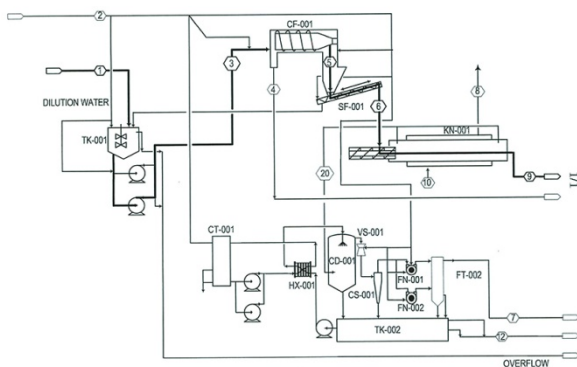 2
CF-001
3
5
1
4
8
DILUTION WATER
SF-001
6
TK-001
KN-001
20
10
9
1/1
CT-001
VS-001
CD-001
HX-001
FN-001
FT-002
CS-001
FN-002
7
TK-002
12
OVERFLOW